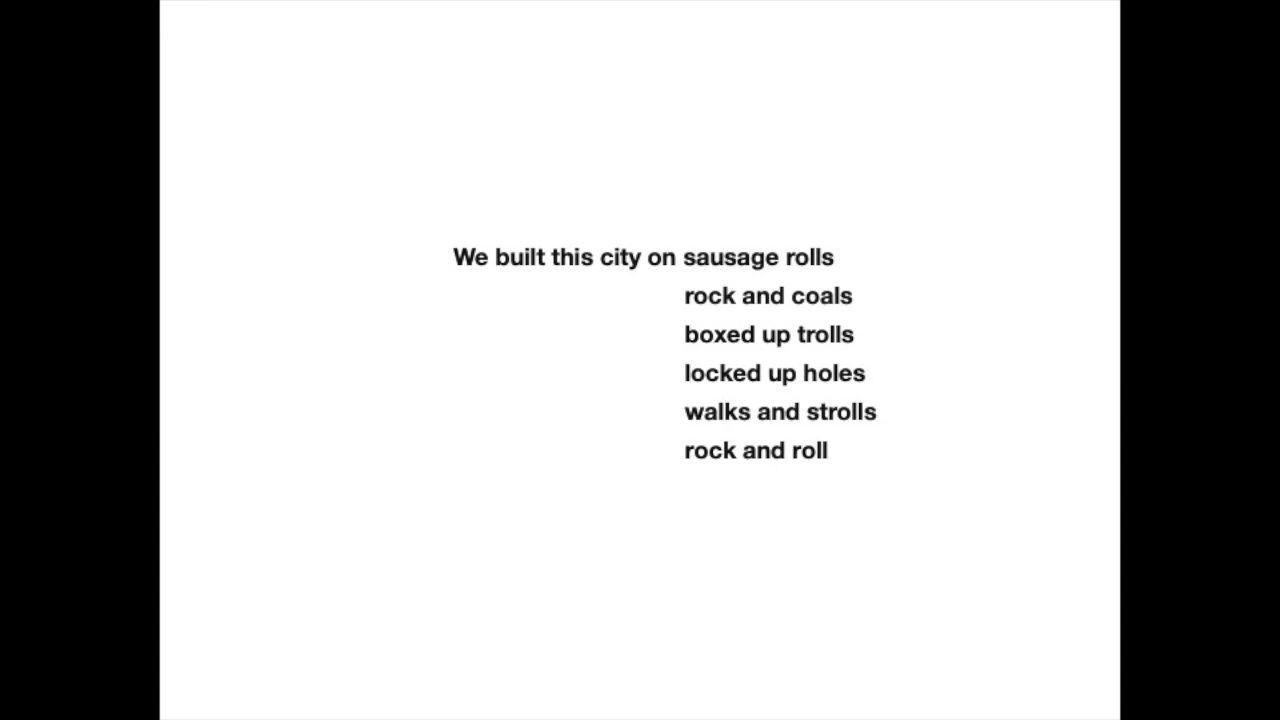 We built this city on sausage rolls
rock and coals
boxed up trolls
locked up holes
walks and strolls
rock and roll